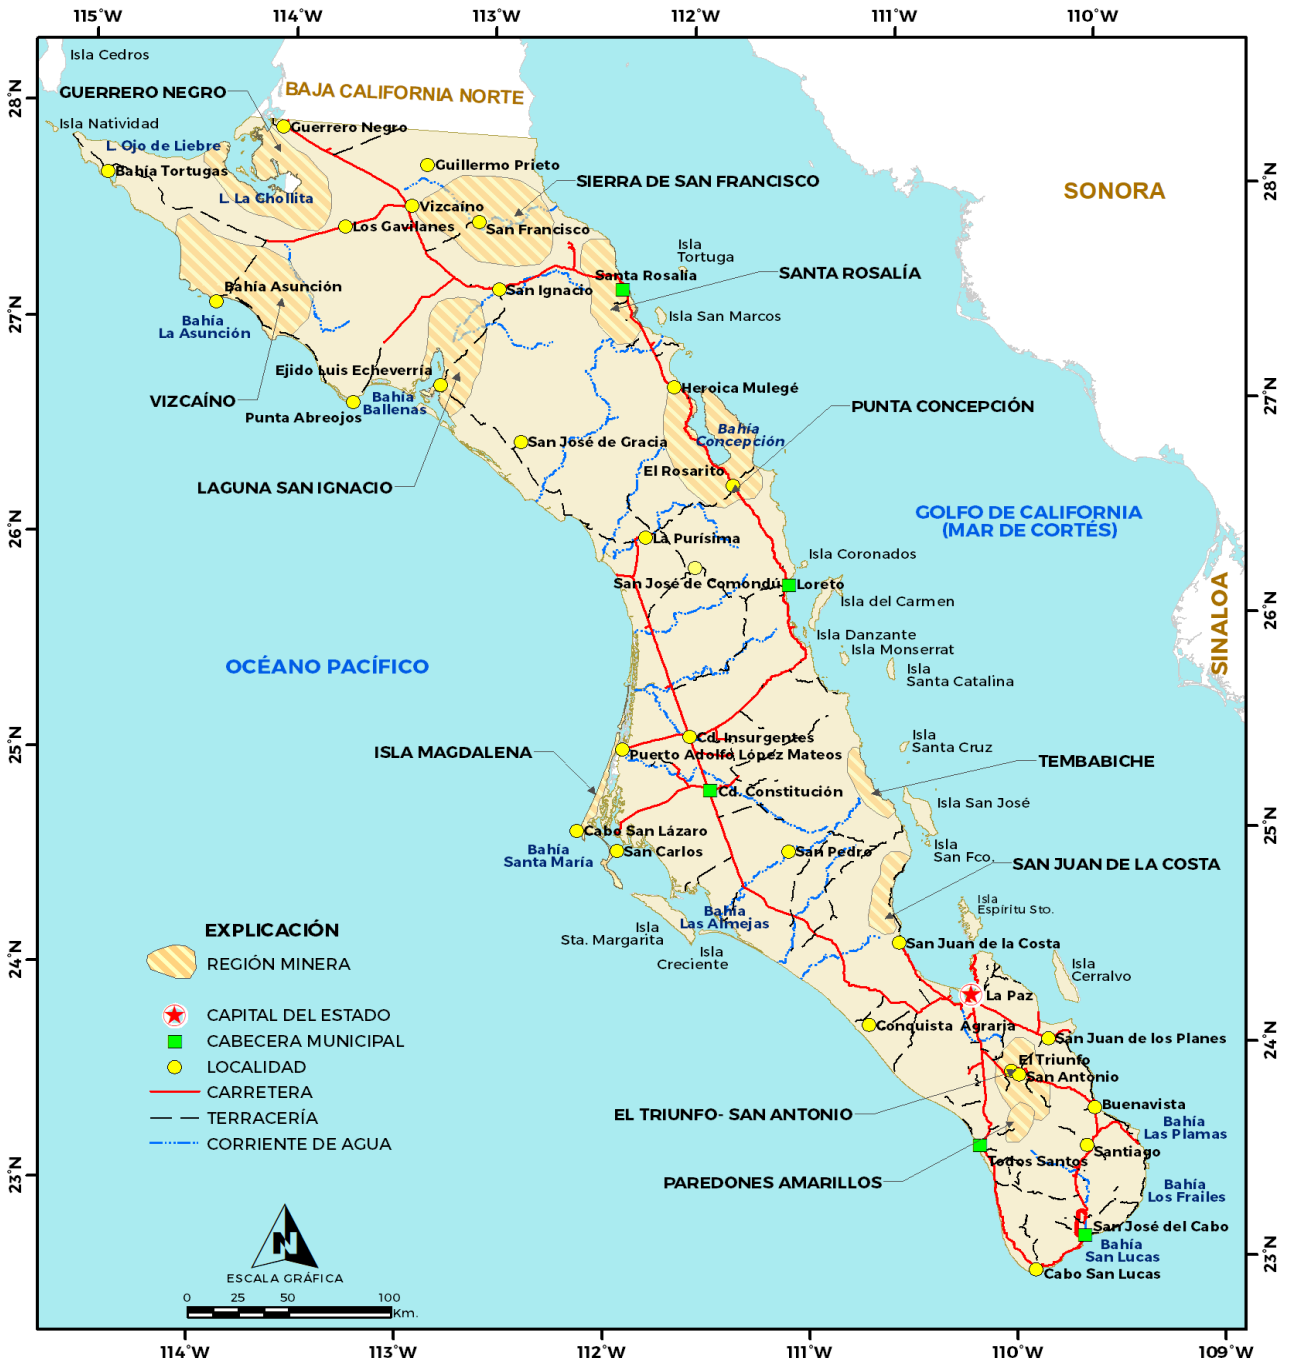 115°W
114°W
113°W
112°W
111°W
110°W
28°N
27°N
26°N
25°N
24°N
23°N
Isla Cedros
GUERRERO NEGRO
BAJA CALIFORNIA NORTE
Isla Natividad
Guerrero Negro
L. Ojo de Liebre
Bahía Tortugas
Guillermo Prieto
SIERRA DE SAN FRANCISCO
28°N
SONORA
L. La Chollita
Vizcaíno
Los Gavilanes
San Francisco
Isla
Tortuga
Santa Rosalía
SANTA ROSALÍA
Bahía Asunción
San Ignacio
Bahía
La Asunción
Isla San Marcos
Ejido Luis Echeverría
Heroica Mulegé
27°N
VIZCAÍNO
Punta Abreojos
Bahía
Ballenas
PUNTA CONCEPCIÓN
Bahía
Concepción
San José de Gracia
El Rosarito
LAGUNA SAN IGNACIO
GOLFO DE CALIFORNIA
(MAR DE CORTÉS)
La Purísima
Isla Coronados
San José de Comondú
Loreto
Isla del Carmen
26°N
SINALOA
Isla Danzante
Isla Monserrat
OCÉANO PACÍFICO
Isla
Santa Catalina
Cd. Insurgentes
Isla
Santa Cruz
ISLA MAGDALENA
Puerto Adolfo López Mateos
TEMBABICHE
Cd. Constitución
Isla San José
25°N
Cabo San Lázaro
Bahía
Santa María
San Carlos
San Pedro
Isla
San Fco.
SAN JUAN DE LA COSTA
Isla
Espíritu Sto.
Bahía
Las Almejas
Isla
Sta. Margarita
Isla
Creciente
San Juan de la Costa
Isla
Cerralvo
La Paz
Conquista Agraria
San Juan de los Planes
24°N
El Triunfo
San Antonio
EL TRIUNFO- SAN ANTONIO
Buenavista
Bahía
Las Plamas
Santiago
Todos Santos
PAREDONES AMARILLOS
Bahía
Los Frailes
San José del Cabo
Bahía
San Lucas
23°N
Cabo San Lucas
EXPLICACIÓN
REGIÓN MINERA
CAPITAL DEL ESTADO
CABECERA MUNICIPAL
LOCALIDAD
CARRETERA
TERRACERÍA
CORRIENTE DE AGUA
N
ESCALA GRÁFICA
0 25 50 100
Km.
114°W
113°W
112°W
111°W
110°W
109°W